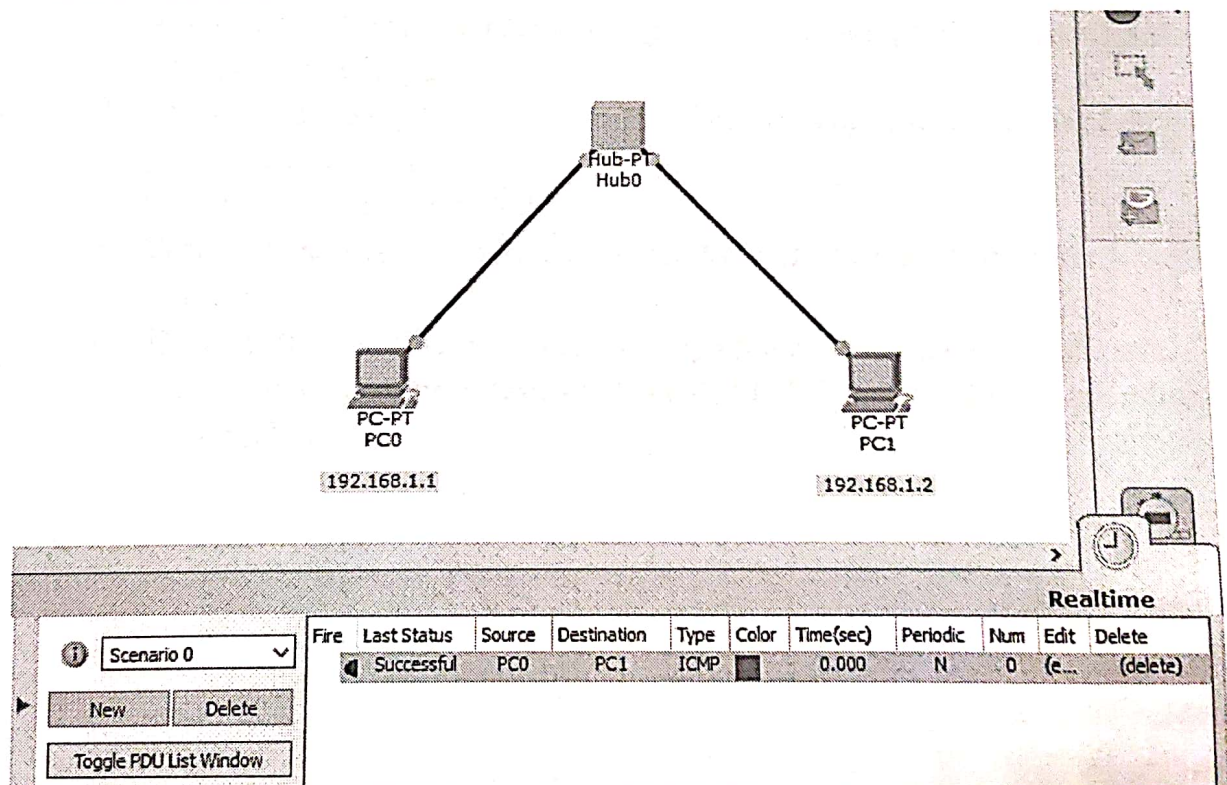 Hub-PT
Hub0
PC-PT
PC0
PC-PT
PC1
192.168.1.1
192.168.1.2
Realtime
Scenario 0
New Delete
Toggle PDU List Window
Fire Last Status Source Destination Type Color Time(sec) Periodic Num Edit Delete
Successful PC0 PC1 ICMP 0.000 N 0 (e... (delete)